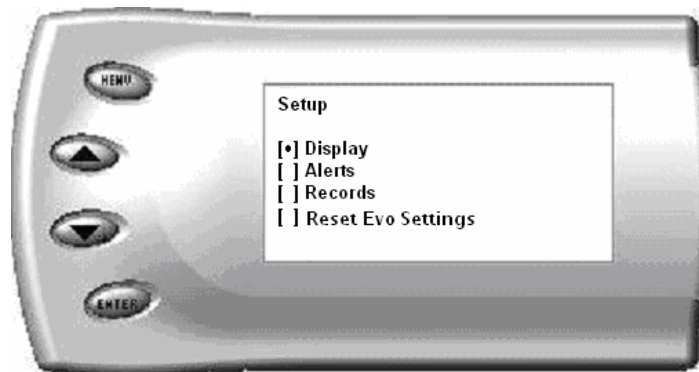 MENU
Setup
[•] Display
[ ] Alerts
[ ] Records
[ ] Reset Evo Settings
ENTER